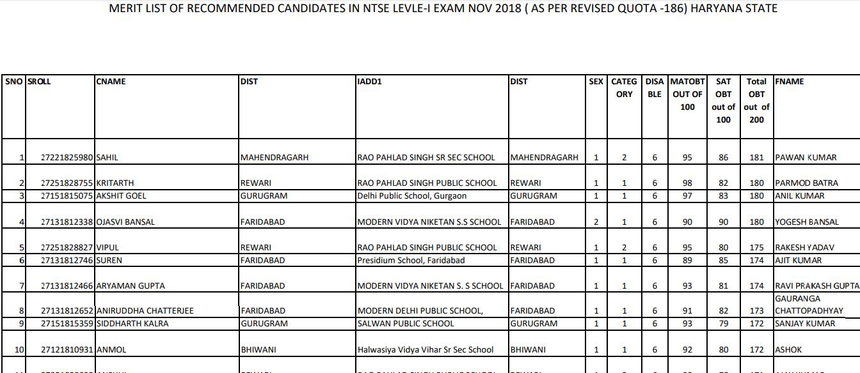 MERIT LIST OF RECOMMENDED CANDIDATES IN NTSE LEVLE-I EXAM NOV 2018 ( AS PER REVISED QUOTA -186) HARYANA STATE
SNO SROLL CNAME DIST IADD1 DIST SEX CATEG ORY DISA BLE MATOBT OUT OF 100 SAT OBT out of 100 Total OBT out of 200 FNAME
1 27221825980 SAHIL MAHENDRAGARH RAO PAHLAD SINGH SR SEC SCHOOL MAHENDRAGARH 1 2 6 95 86 181 PAWAN KUMAR
2 27251828755 KRITARTH REWARI RAO PAHLAD SINGH PUBLIC SCHOOL REWARI 1 1 6 98 82 180 PARMOD BATRA
3 27151815075 AKSHIT GOEL GURUGRAM Delhi Public School, Gurgaon GURUGRAM 1 1 6 97 83 180 ANIL KUMAR
4 27131812338 OJASVI BANSAL FARIDABAD MODERN VIDYA NIKETAN S.S SCHOOL FARIDABAD 2 1 6 90 90 180 YOGESH BANSAL
5 27251828827 VIPUL REWARI RAO PAHLAD SINGH PUBLIC SCHOOL REWARI 1 2 6 95 80 175 RAKESH YADAV
6 27131812746 SUREN FARIDABAD Presidium School, Faridabad FARIDABAD 1 1 6 89 85 174 AJIT KUMAR
7 27131812466 ARYAMAN GUPTA FARIDABAD MODERN VIDYA NIKETAN S. S SCHOOL FARIDABAD 1 1 6 93 81 174 RAVI PRAKASH GUPTA
8 27131812652 ANIRUDDHA CHATTERJEE FARIDABAD MODERN DELHI PUBLIC SCHOOL, FARIDABAD 1 1 6 91 82 173 GAURANGA CHATTOPADHYAY
9 27151815359 SIDDHARTH KALRA GURUGRAM SALWAN PUBLIC SCHOOL GURUGRAM 1 1 6 93 79 172 SANJAY KUMAR
10 27121810931 ANMOL BHIWANI Halwasiya Vidya Vihar Sr Sec School BHIWANI 1 1 6 92 80 172 ASHOK